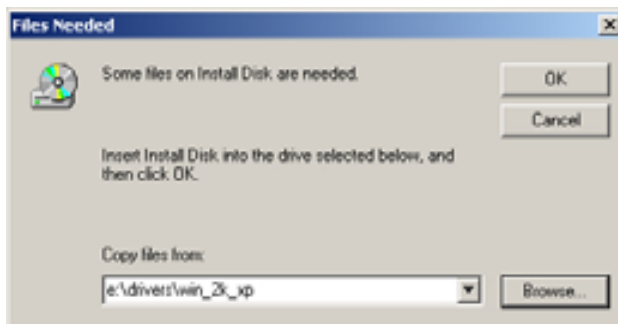 Files Needed
Some files on Install Disk are needed.
OK
Cancel
Insert Install Disk into the drive selected below, and
then click OK.
Copy files from:
e:\drivers\win_2k_xp
Browse...